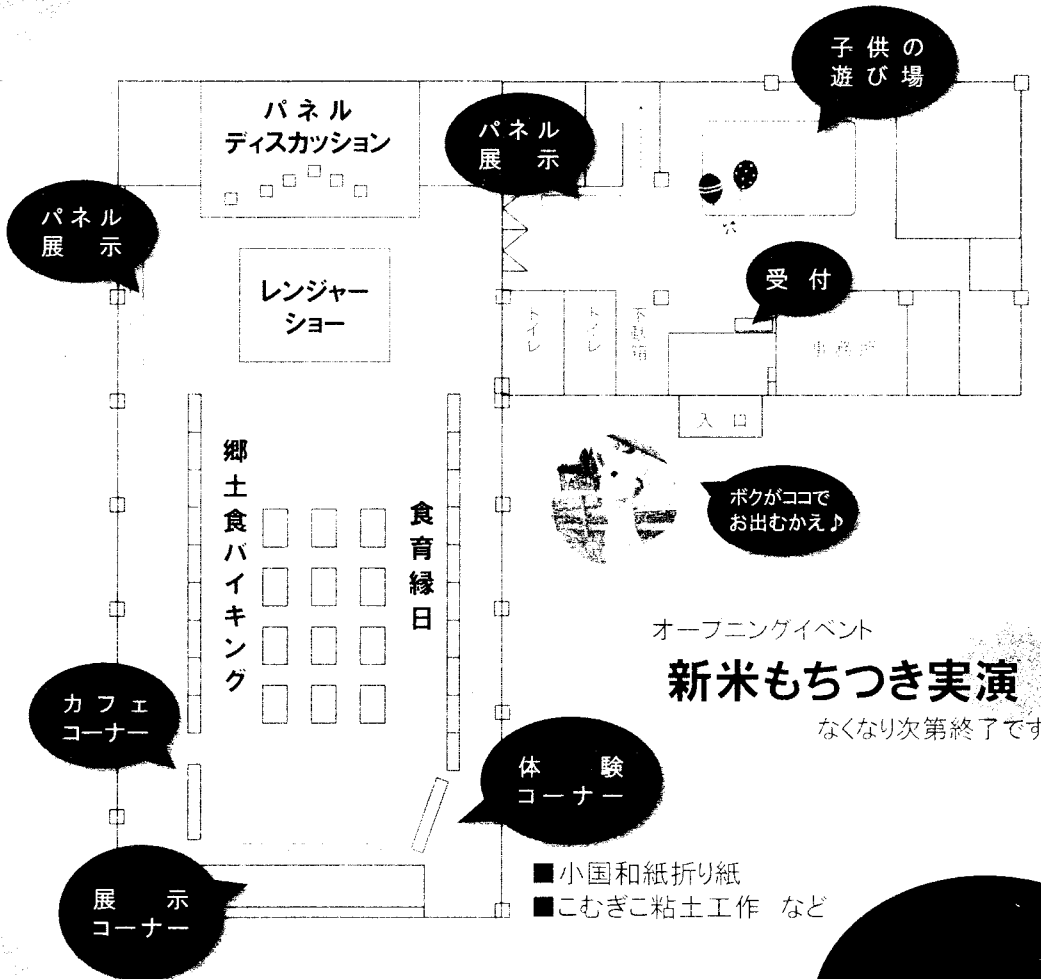 子供の
遊び場
パネル
ディスカッション
パネル
展示
パネル
展示
レンジャー
ショー
受付
トイレ
トイレ
下駄箱
事務所
入口
郷土食バイキング
食育縁日
ボクがココで
お出むかえ♪
オープニングイベント
新米もちつき実演
なくなり次第終了です
カフェ
コーナー
体験
コーナー
展示
コーナー
■小国和紙折り紙
■こむぎこ粘土工作 など